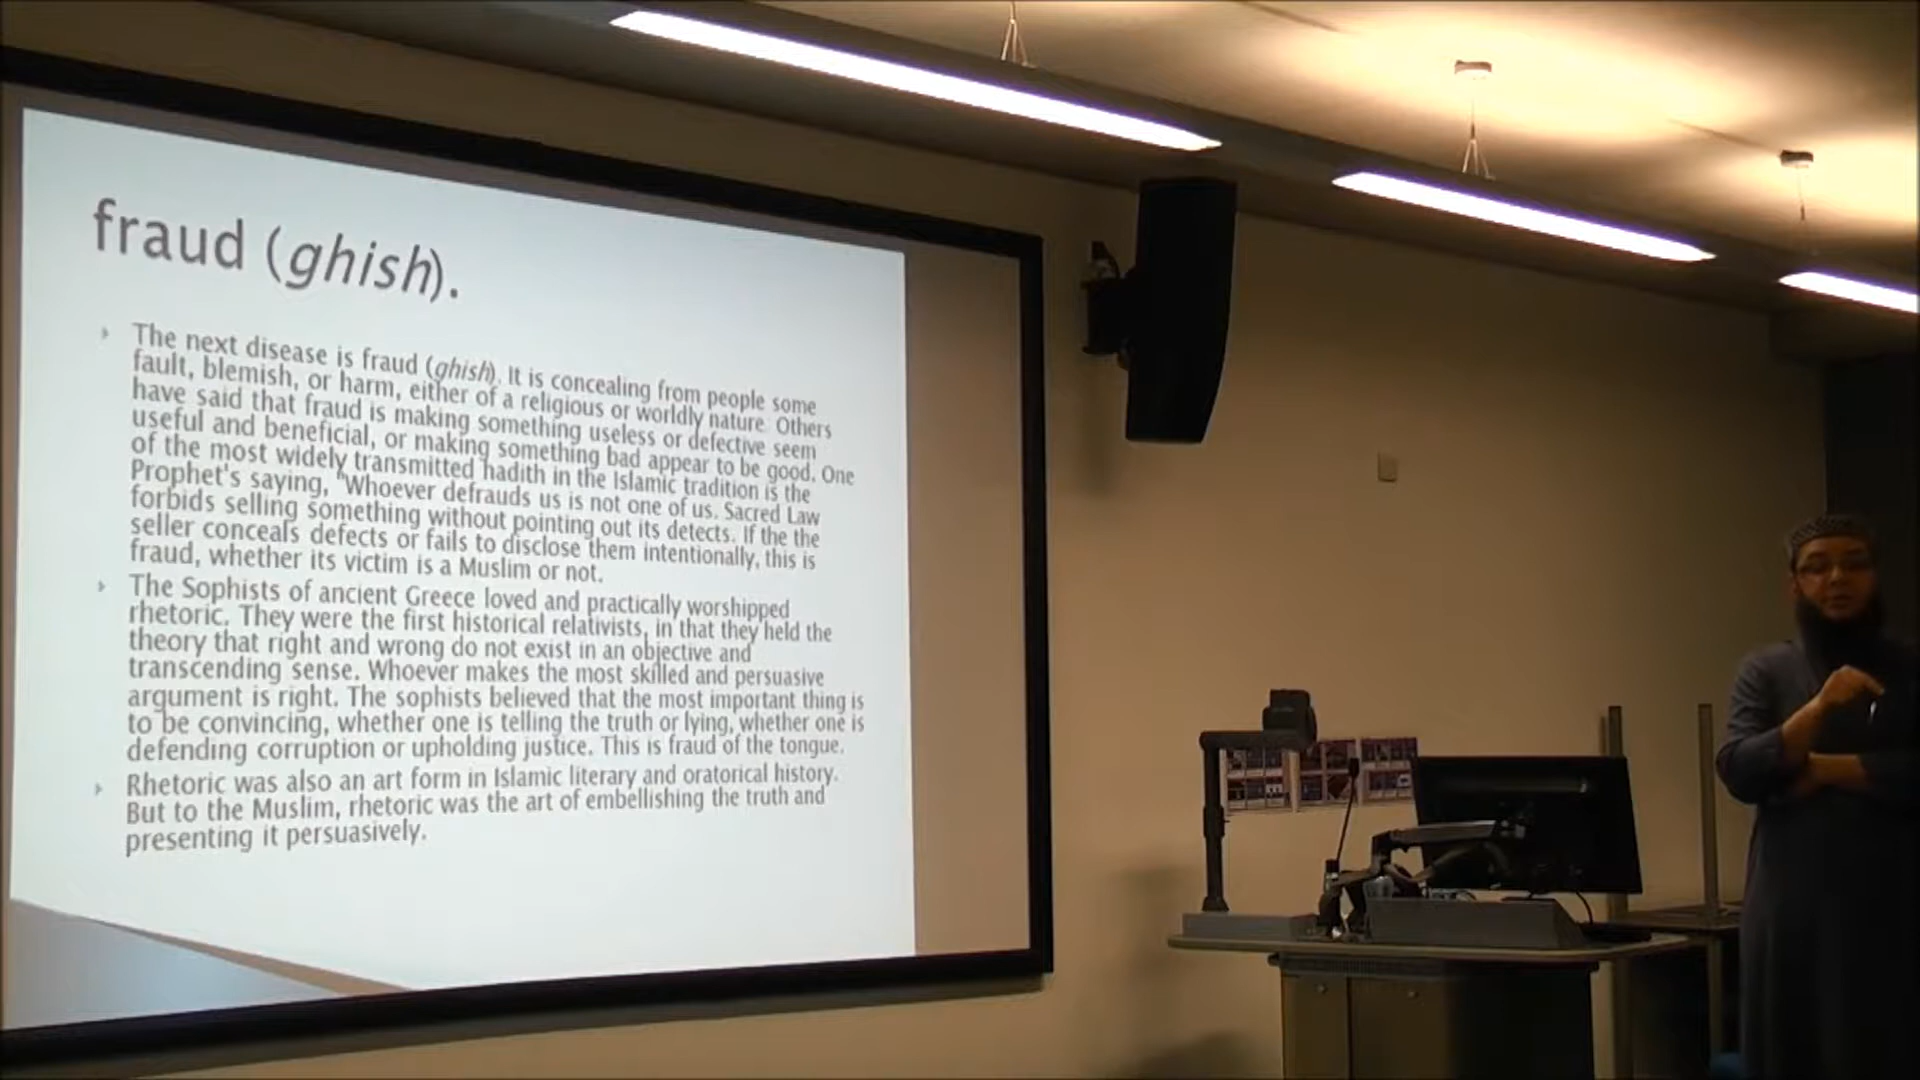 fraud (ghish).
The next disease is fraud (ghish). It is concealing from people some
fault, blemish, or harm, either of a religious or worldly nature. Others
have said that fraud is making something useless or defective seem
useful and beneficial, or making something bad appear to be good. One
of the most widely transmitted hadith in the Islamic tradition is the
Prophet's saying, "Whoever defrauds us is not one of us. Sacred Law
forbids selling something without pointing out its detects. If the the
seller conceals defects or fails to disclose them intentionally, this is
fraud, whether its victim is a Muslim or not.
The Sophists of ancient Greece loved and practically worshipped
rhetoric. They were the first historical relativists, in that they held the
theory that right and wrong do not exist in an objective and
transcending sense. Whoever makes the most skilled and persuasive
argument is right. The sophists believed that the most important thing is
to be convincing, whether one is telling the truth or lying, whether one is
defending corruption or upholding justice. This is fraud of the tongue.
Rhetoric was also an art form in Islamic literary and oratorical history.
But to the Muslim, rhetoric was the art of embellishing the truth and
presenting it persuasively.